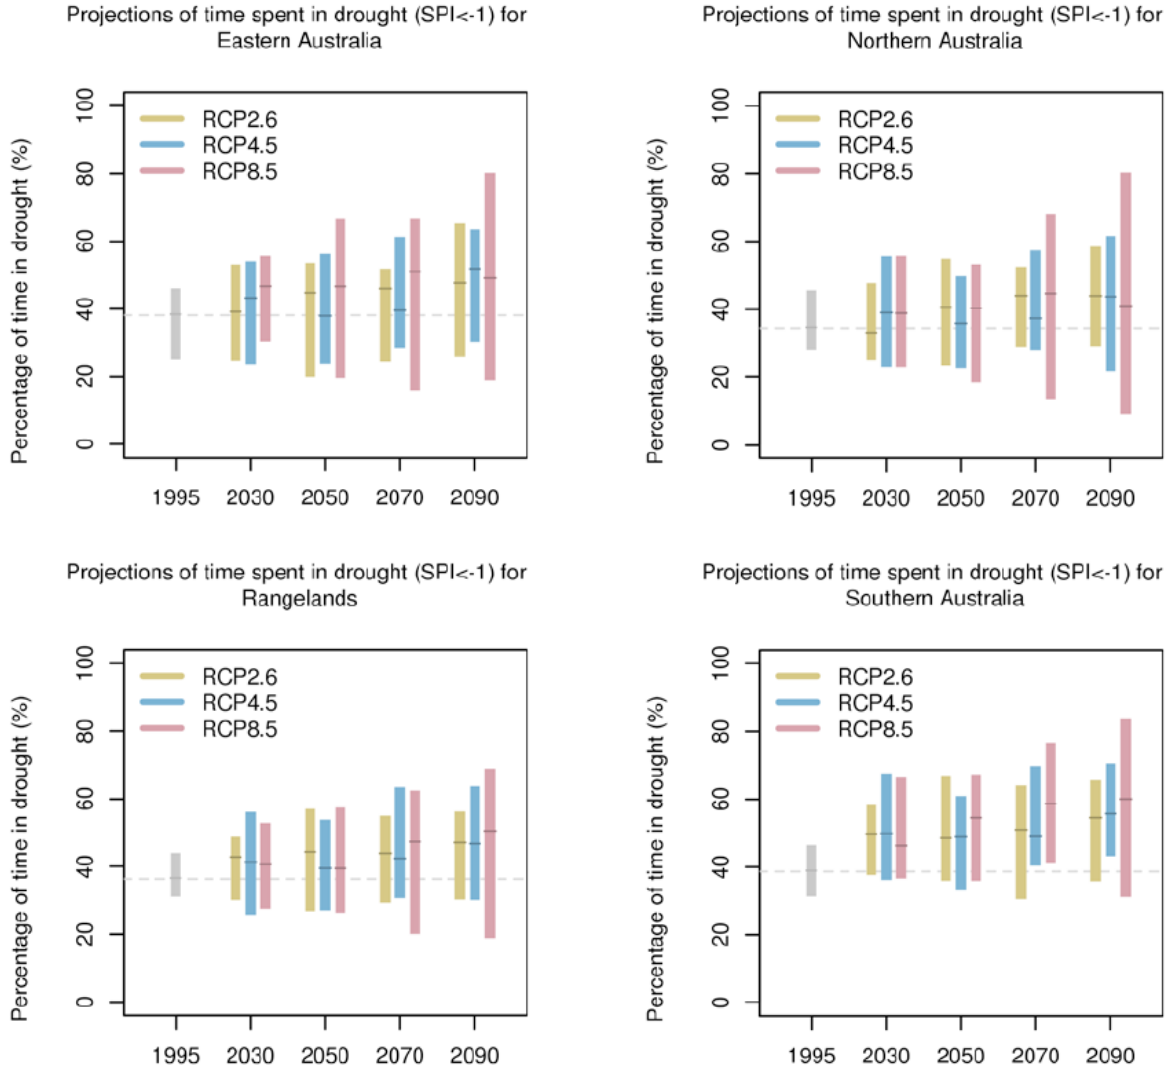 Projections of time spent in drought (SPI<-1) for
Eastern Australia
Percentage of time in drought (%)
100
80
60
40
20
0
RCP2.6
RCP4.5
RCP8.5
1995 2030 2050 2070 2090
Projections of time spent in drought (SPI<-1) for
Northern Australia
Percentage of time in drought (%)
100
80
60
40
20
0
RCP2.6
RCP4.5
RCP8.5
1995 2030 2050 2070 2090
Projections of time spent in drought (SPI<-1) for
Rangelands
Percentage of time in drought (%)
100
80
60
40
20
0
RCP2.6
RCP4.5
RCP8.5
1995 2030 2050 2070 2090
Projections of time spent in drought (SPI<-1) for
Southern Australia
Percentage of time in drought (%)
100
80
60
40
20
0
RCP2.6
RCP4.5
RCP8.5
1995 2030 2050 2070 2090